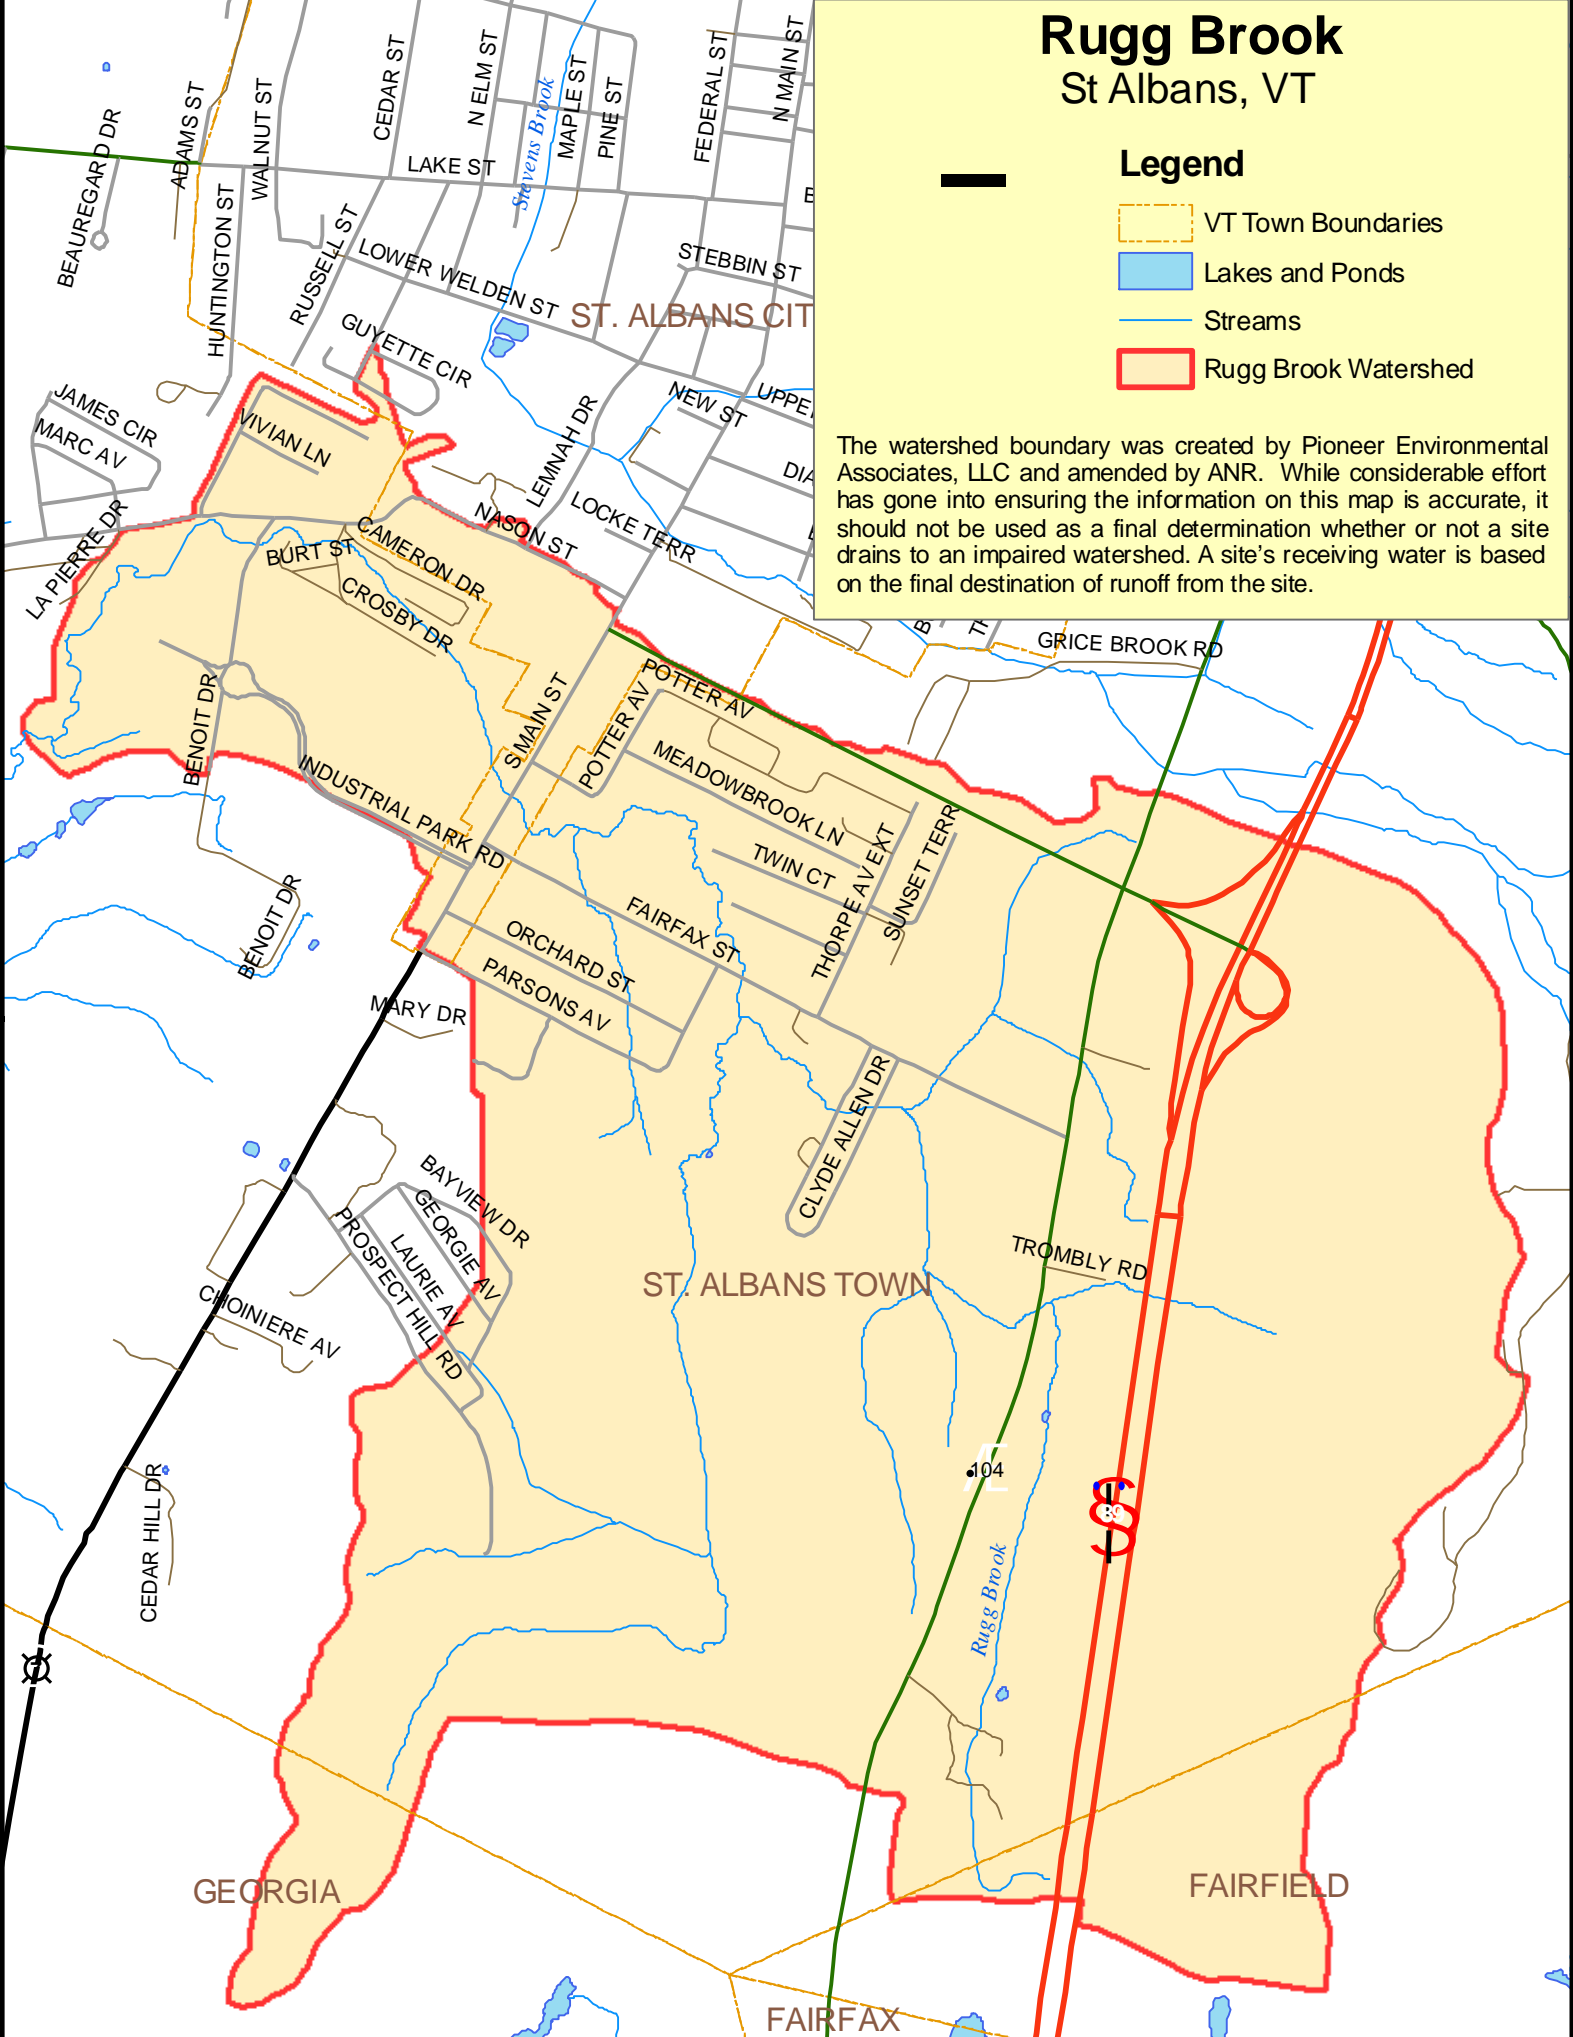 Rugg Brook
St Albans, VT
Legend
VT Town Boundaries
Lakes and Ponds
Streams
Rugg Brook Watershed
The watershed boundary was created by Pioneer Environmental
Associates, LLC and amended by ANR. While considerable effort
has gone into ensuring the information on this map is accurate, it
should not be used as a final determination whether or not a site
drains to an impaired watershed. A site's receiving water is based
on the final destination of runoff from the site.
BEAUREGARD DR
ADAMS ST
WALNUT ST
CEDAR ST
N ELM ST
Stevens Brook
MAPLE ST
PINE ST
FEDERAL ST
N MAIN ST
LAKE ST
HUNTINGTON ST
RUSSELL ST
LOWER WELDEN ST
STEBBIN ST
ST. ALBANS CIT
GUYETTE CIR
JAMES CIR
MARC AV
VIVIAN LN
NEW ST
UPPE
DIA
LEMNAH DR
LOCKE TERR
NASON ST
LA PIERRE DR
BURT ST
CAMERON DR
CROSBY DR
GRICE BROOK RD
POTTER AV
S MAIN ST
POTTER AV
BENOIT DR
MEADOWBROOK LN
INDUSTRIAL PARK RD
TWIN CT
THORPE AV EXT
SUNSET TERR
BENOIT DR
FAIRFAX ST
ORCHARD ST
PARSONS AV
MARY DR
CLYDE ALLEN DR
BAYVIEW DR
GEORGIE AV
LAURIE AV
PROSPECT HILL RD
TROMBLY RD
ST. ALBANS TOWN
CHOINIERE AV
CEDAR HILL DR
104
89
Rugg Brook
GEORGIA
FAIRFIELD
FAIRFAX